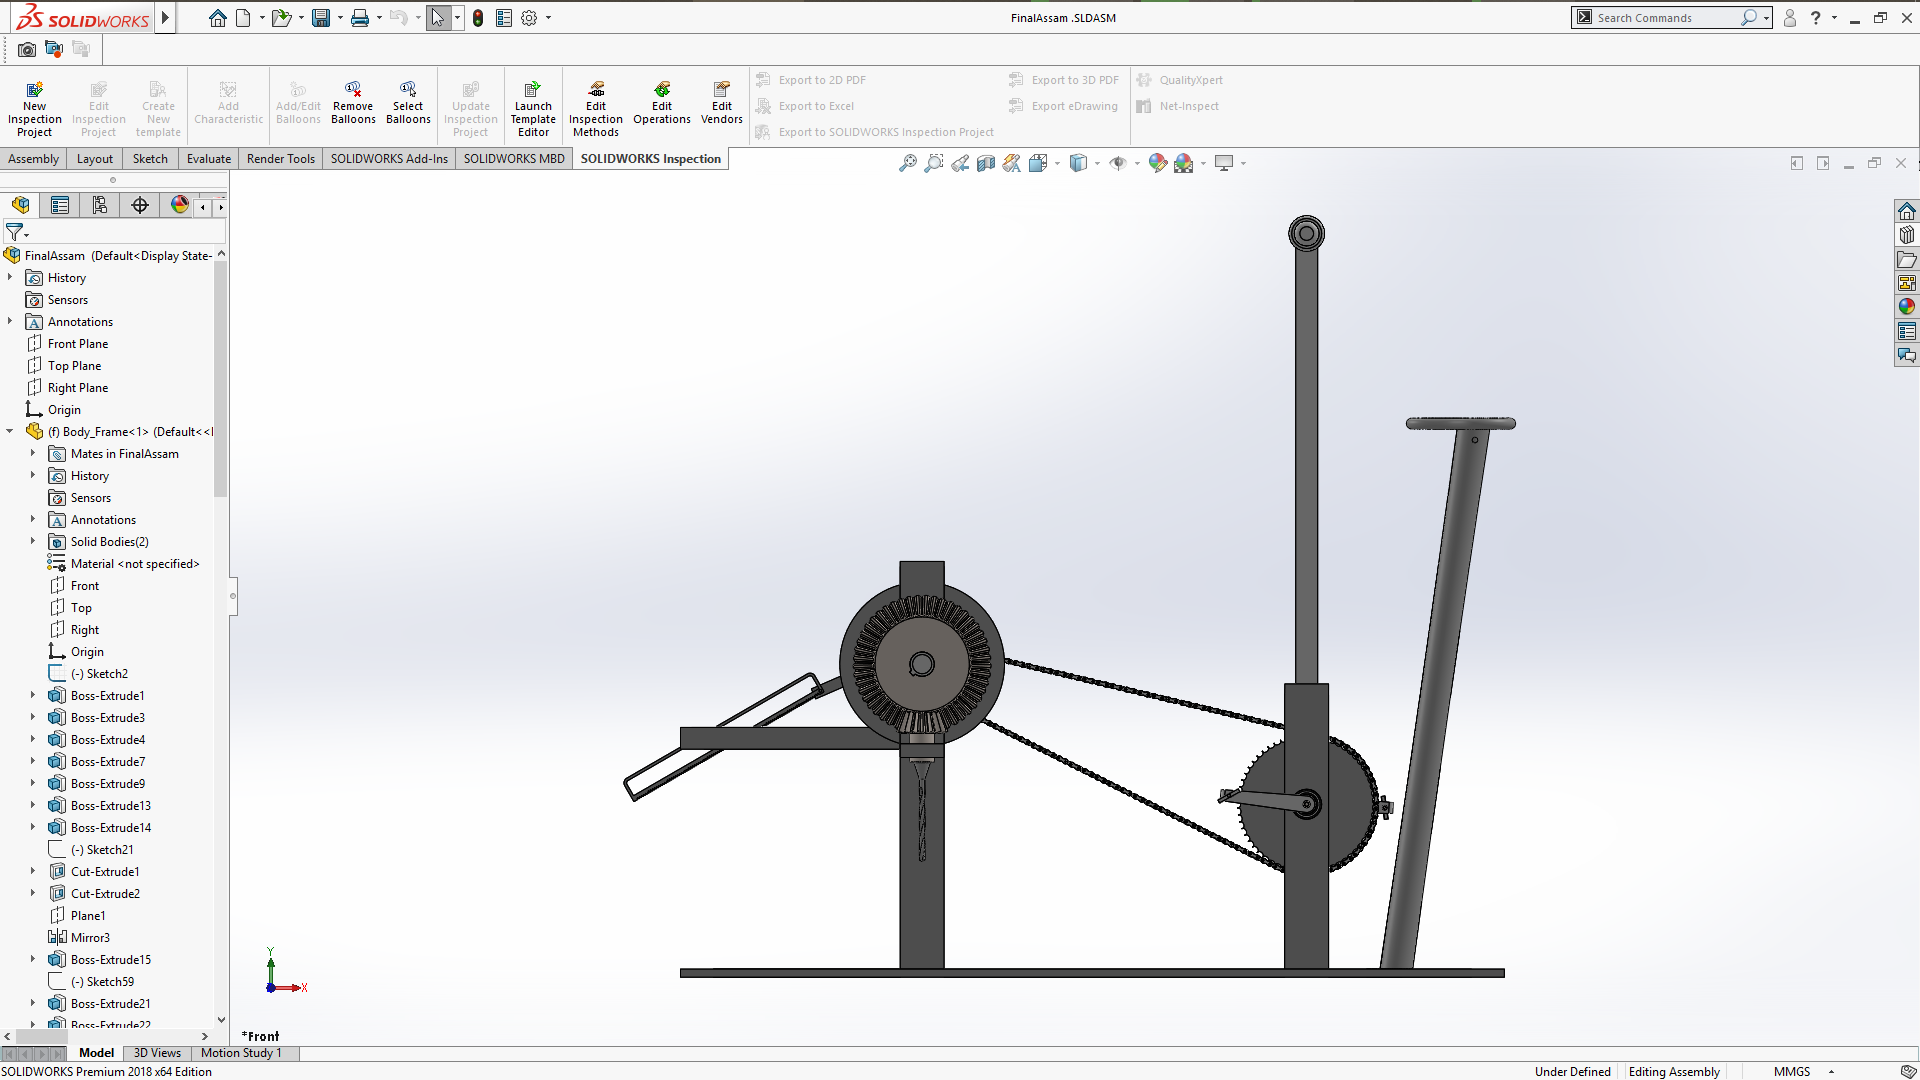 SOLIDWORKS
FinalAssam .SLDASM
Search Commands
?
New Inspection Project
Edit Inspection Project
Create New template
Add Characteristic
Add/Edit Balloons
Remove Balloons
Select Balloons
Update Inspection Project
Launch Template Editor
Edit Inspection Methods
Edit Operations
Edit Vendors
Export to 2D PDF
Export to Excel
Export to SOLIDWORKS Inspection Project
Export to 3D PDF
Export eDrawing
QualityXpert
Net-Inspect
Assembly
Layout
Sketch
Evaluate
Render Tools
SOLIDWORKS Add-Ins
SOLIDWORKS MBD
SOLIDWORKS Inspection
FinalAssam (Default<Display State-
History
Sensors
Annotations
Front Plane
Top Plane
Right Plane
Origin
(f) Body_Frame<1> (Default<<
Mates in FinalAssam
History
Sensors
Annotations
Solid Bodies(2)
Material <not specified>
Front
Top
Right
Origin
(-) Sketch2
Boss-Extrude1
Boss-Extrude3
Boss-Extrude4
Boss-Extrude7
Boss-Extrude9
Boss-Extrude13
Boss-Extrude14
(-) Sketch21
Cut-Extrude1
Cut-Extrude2
Plane1
Mirror3
Boss-Extrude15
(-) Sketch59
Boss-Extrude21
Boss-Extrude22
Y
X
*Front
Model
3D Views
Motion Study 1
SOLIDWORKS Premium 2018 x64 Edition
Under Defined
Editing Assembly
MMGS